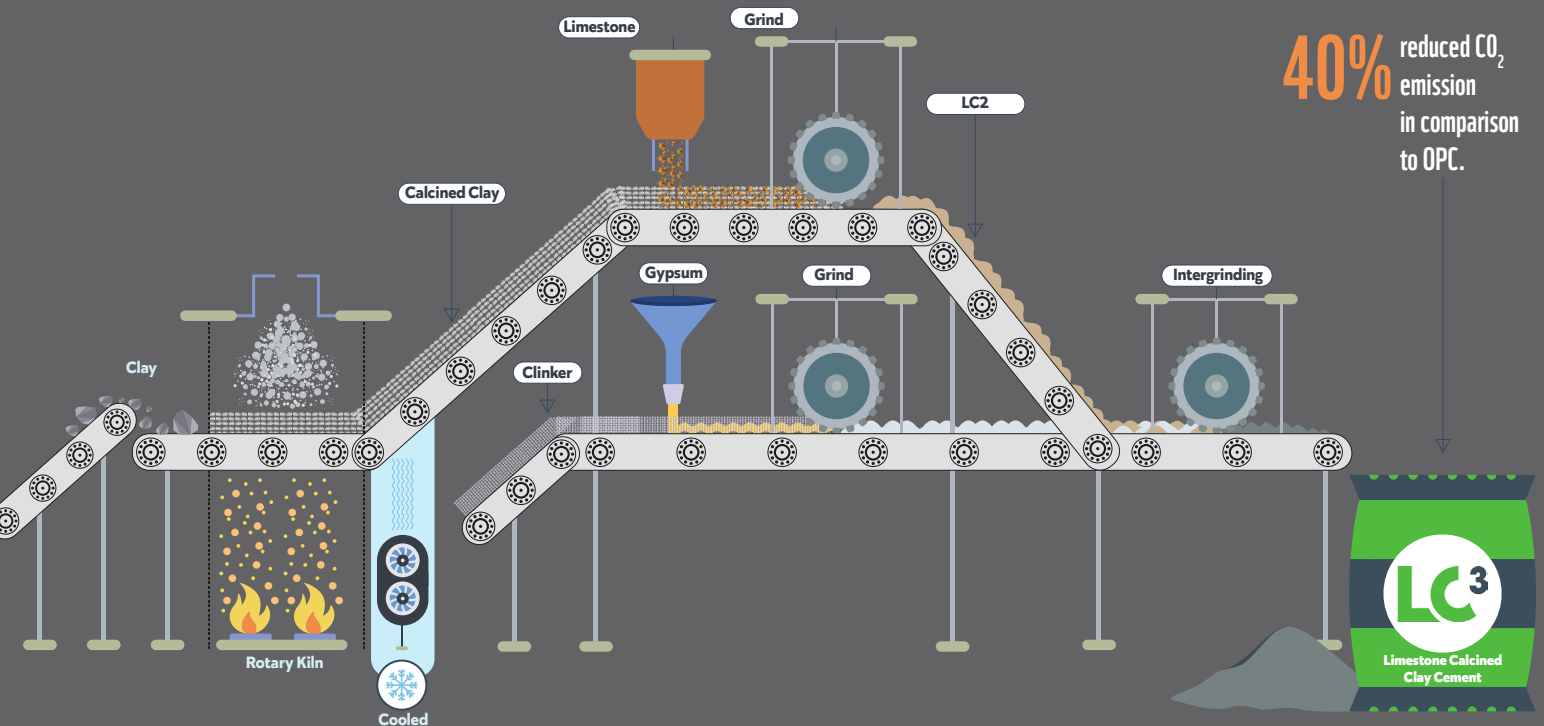 Limestone
Grind
40%
reduced CO2
emission
in comparison
to OPC.
LC2
Calcined Clay
Gypsum
Grind
Intergrinding
Clay
Clinker
Rotary Kiln
Cooled
LC3
Limestone Calcined
Clay Cement